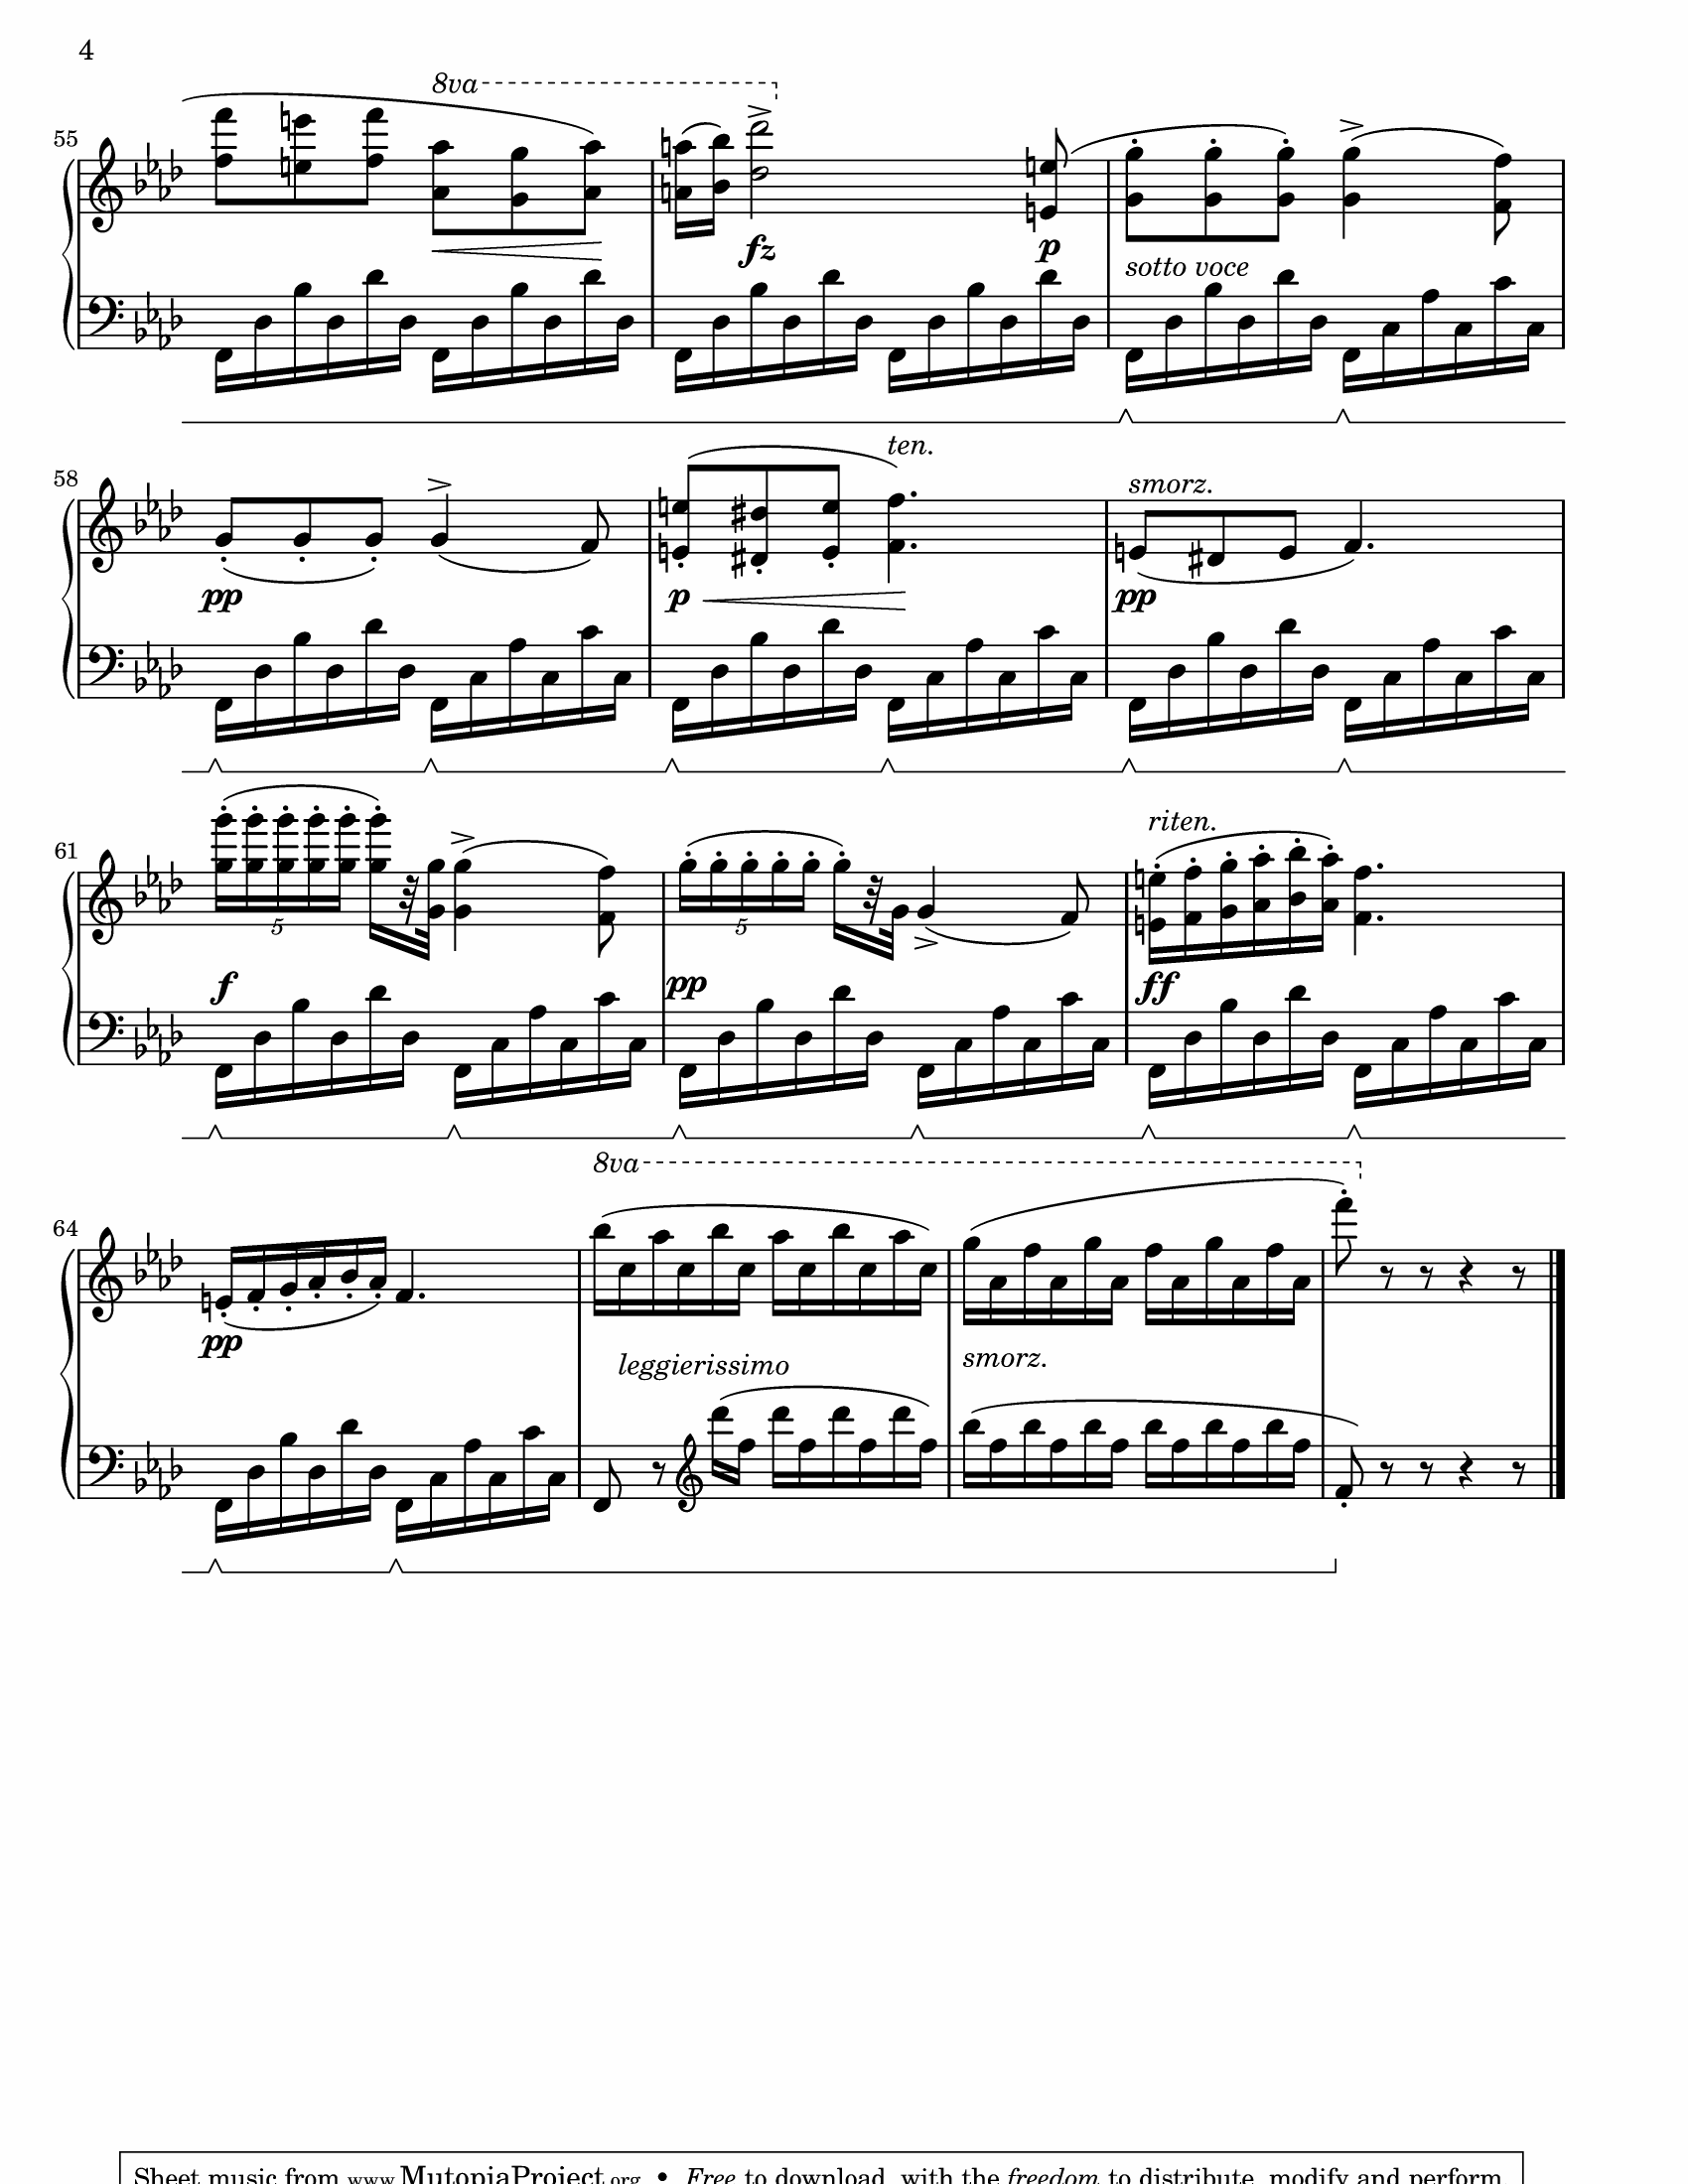 4
8va
55
fz
p
sotto voce
ten.
58
smorz.
pp
p
pp
riten.
61
5
5
f
pp
ff
8va
64
pp
leggierissimo
smorz.
Sheet music from www.MutopiaProject.org • Free to download, with the freedom to distribute, modify and perform